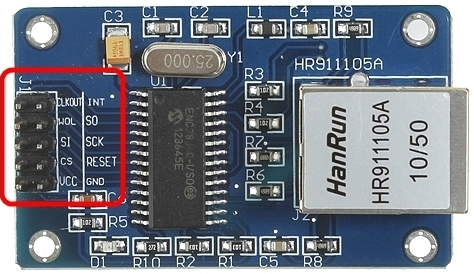 C3
C1
C2
L1
C4
R9
25.000
Y1
HR911105A
J1
U1
R3
CLKOUT INT
WOL SO
SI SCK
CS RESET
VCC GND
R4
R7
R6
HanRun
HR911105A
10/50
1213645E
R5
J2
D1
R10
R2
R1
C5
R8